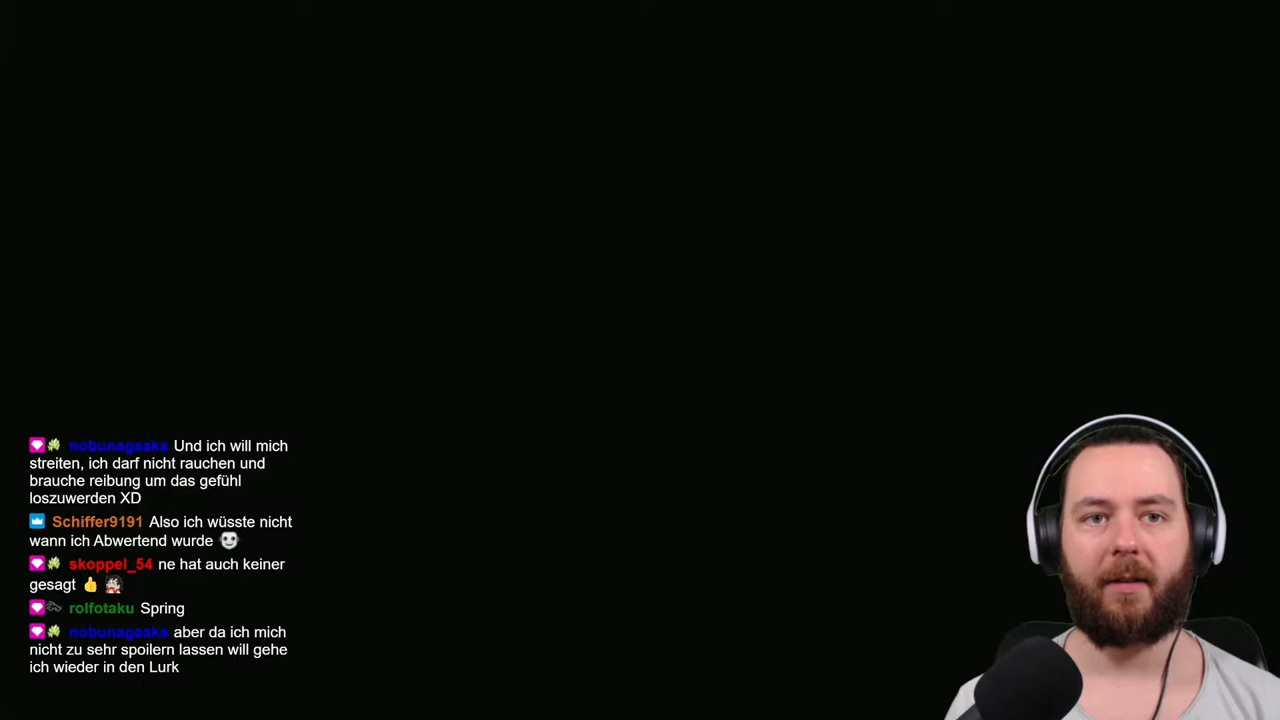 nobunagaaka Und ich will mich
streiten, ich darf nicht rauchen und
brauche reibung um das gefühl
loszuwerden XD
Schiffer9191 Also ich wüsste nicht
wann ich Abwertend wurde
skoppel_54 ne hat auch keiner
gesagt
rolfotaku Spring
nobunagaaka aber da ich mich
nicht zu sehr spoilern lassen will gehe
ich wieder in den Lurk